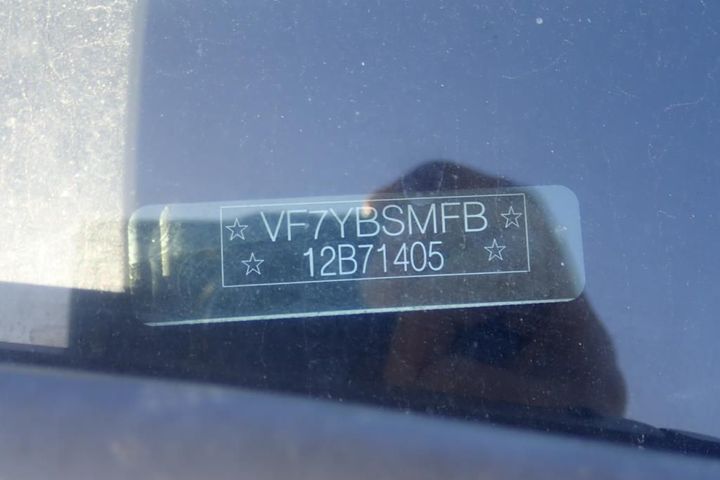 ☆ VF7YBSMFB ☆
☆ 12B71405 ☆